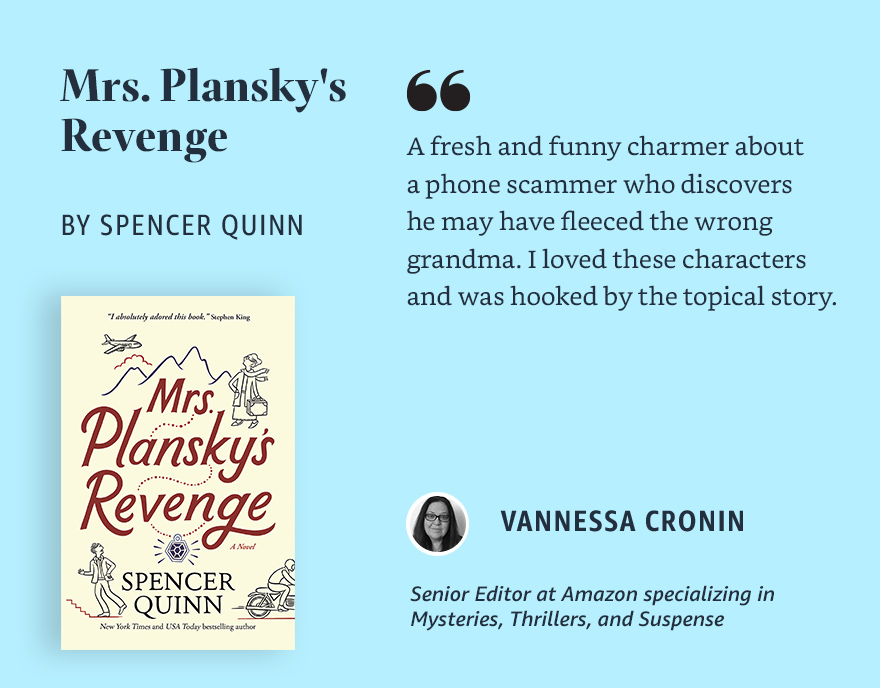 Mrs. Plansky's
Revenge
BY SPENCER QUINN
"I absolutely adored this book." Stephen King
Mrs.
Plansky's
Revenge
A Novel
SPENCER
QUINN
New York Times and USA Today bestselling author
“
A fresh and funny charmer about
a phone scammer who discovers
he may have fleeced the wrong
grandma. I loved these characters
and was hooked by the topical story.
VANNESSA CRONIN
Senior Editor at Amazon specializing in
Mysteries, Thrillers, and Suspense